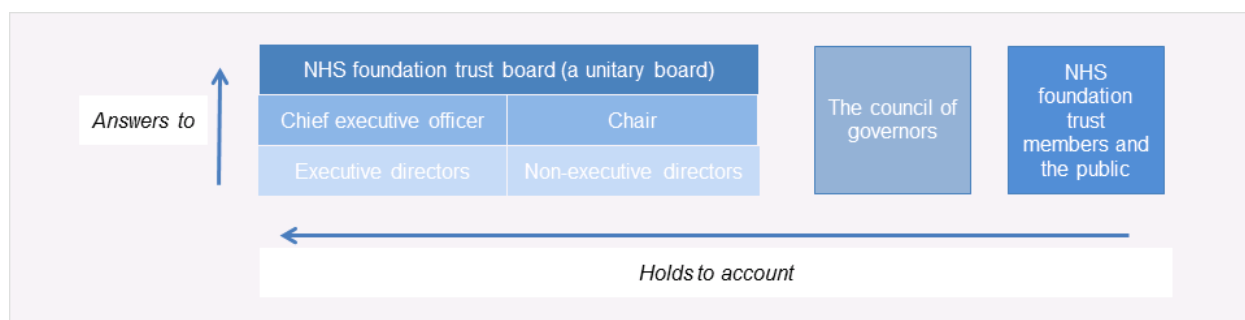 NHS foundation trust board (a unitary board)
Answers to
Chief executive officer
Chair
Executive directors
Non-executive directors
The council of
governors
NHS
foundation
trust
members and
the public
Holds to account